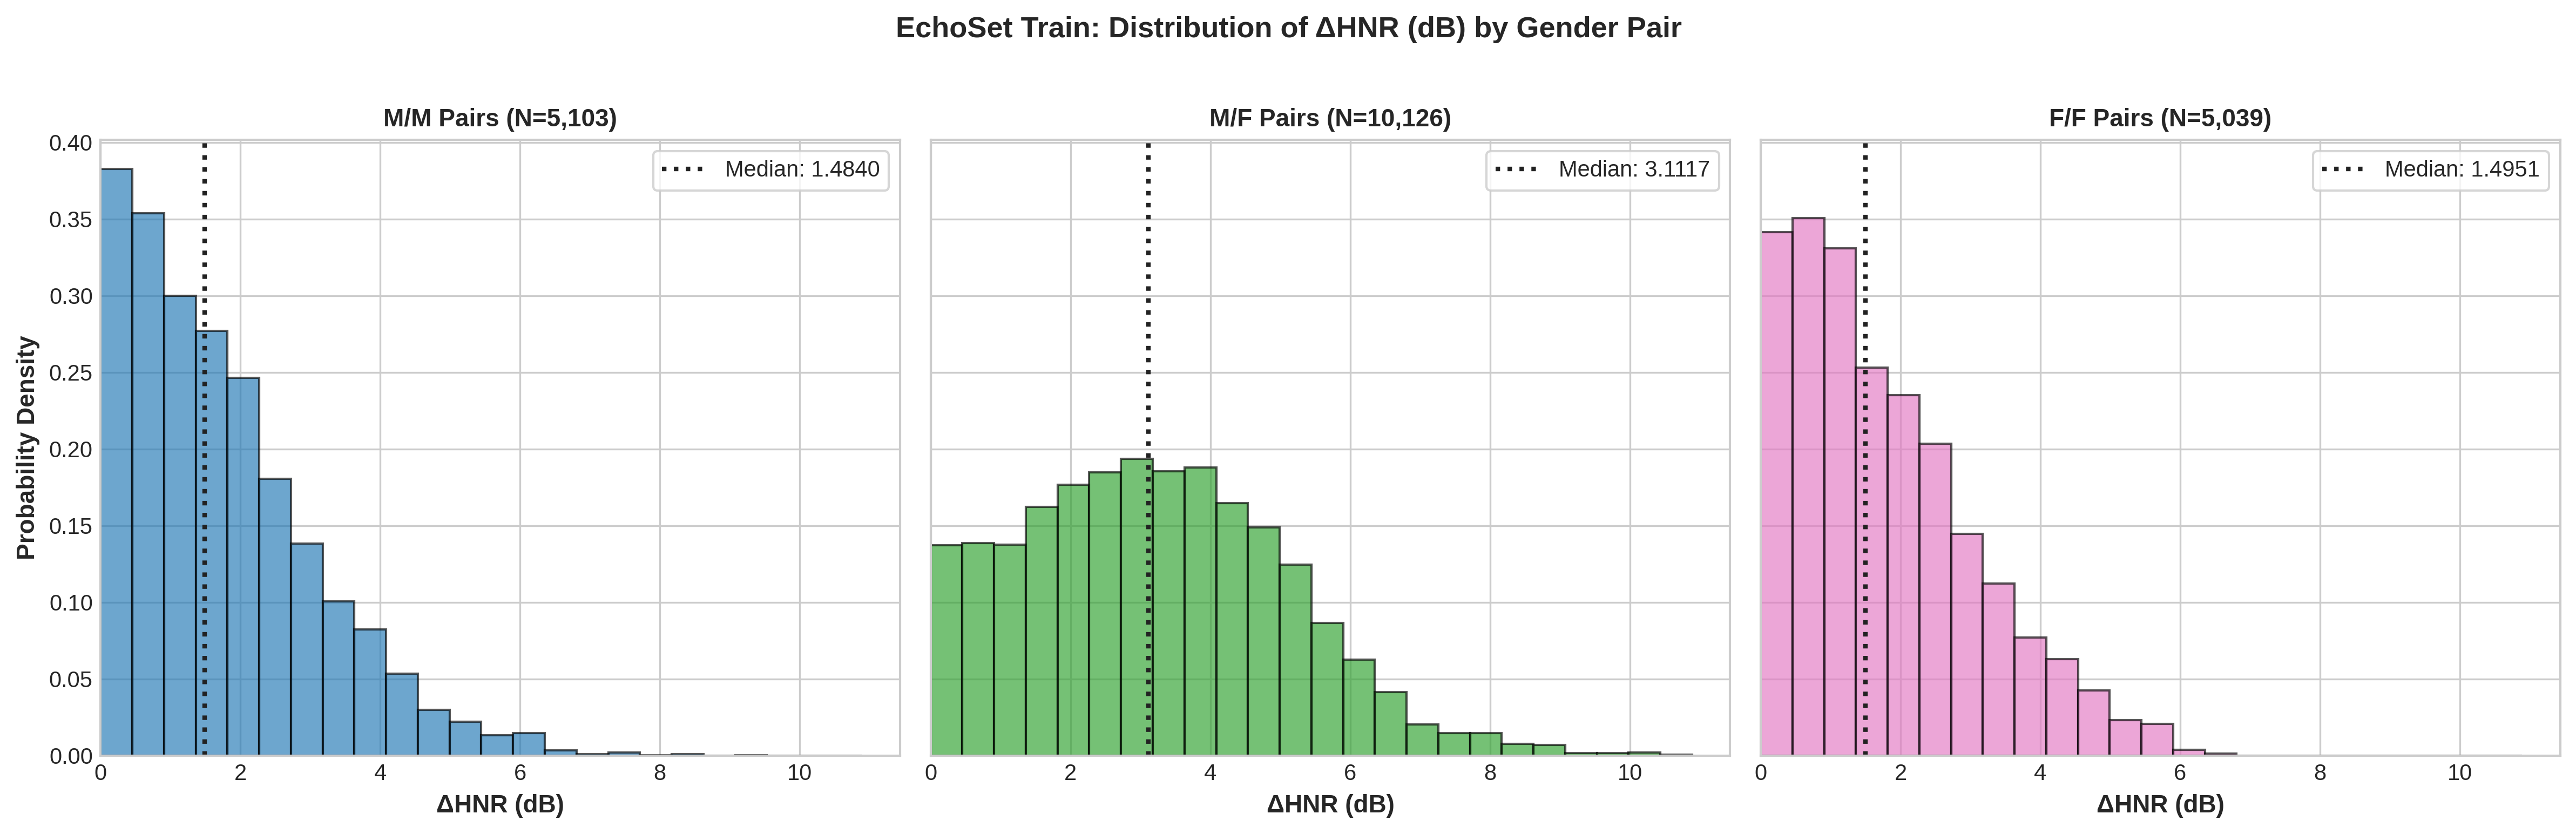 EchoSet Train: Distribution of ΔHNR (dB) by Gender Pair
M/M Pairs (N=5,103)
Median: 1.4840
Probability Density
0.40
0.35
0.30
0.25
0.20
0.15
0.10
0.05
0.00
0 2 4 6 8 10
ΔHNR (dB)
M/F Pairs (N=10,126)
Median: 3.1117
0 2 4 6 8 10
ΔHNR (dB)
F/F Pairs (N=5,039)
Median: 1.4951
0 2 4 6 8 10
ΔHNR (dB)